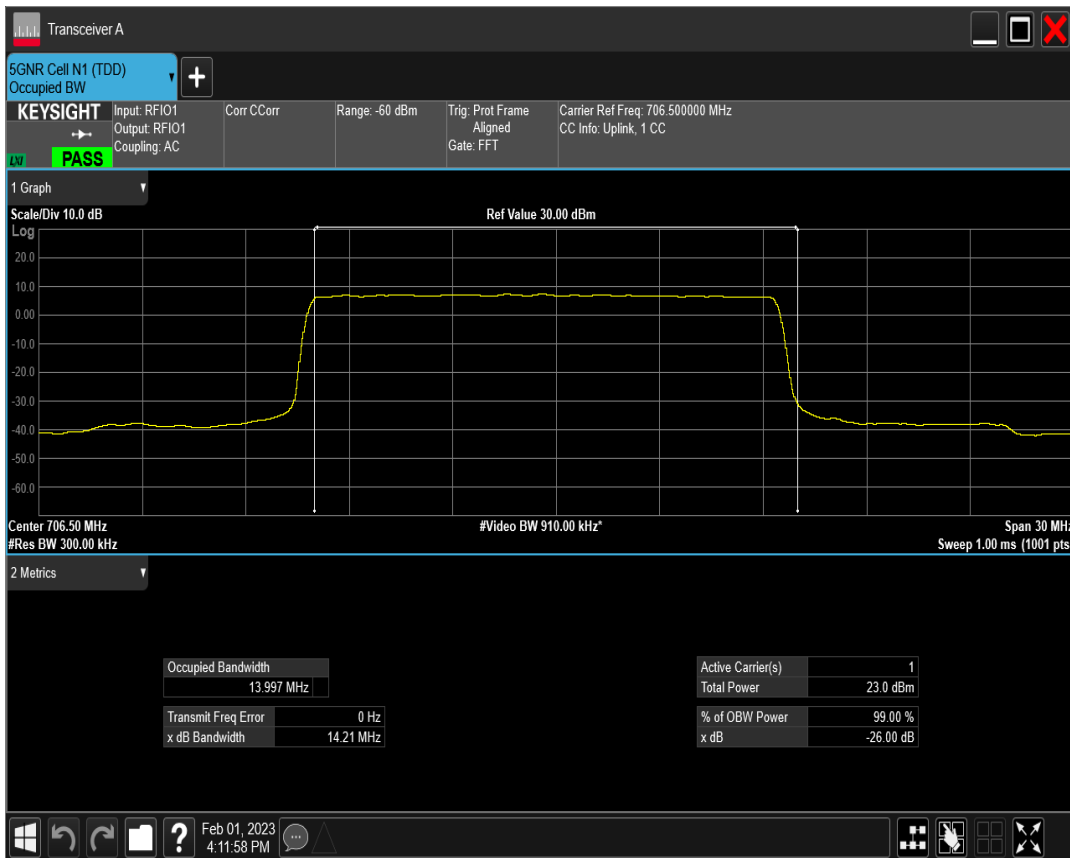 Transceiver A
5GNR Cell N1 (TDD)
Occupied BW
+
KEYSIGHT
LXI
PASS
Input: RFIO1
Output: RFIO1
Coupling: AC
Corr CCorr
Range: -60 dBm
Trig: Prot Frame
Aligned
Gate: FFT
Carrier Ref Freq: 706.500000 MHz
CC Info: Uplink, 1 CC
1 Graph
Scale/Div 10.0 dB
Ref Value 30.00 dBm
Log
20.0
10.0
0.00
-10.0
-20.0
-30.0
-40.0
-50.0
-60.0
Center 706.50 MHz
#Video BW 910.00 kHz*
Span 30 MHz
#Res BW 300.00 kHz
Sweep 1.00 ms (1001 pts
2 Metrics
Occupied Bandwidth
13.997 MHz
Transmit Freq Error 0 Hz
x dB Bandwidth 14.21 MHz
Active Carrier(s) 1
Total Power 23.0 dBm
% of OBW Power 99.00 %
x dB -26.00 dB
?
Feb 01, 2023
4:11:58 PM